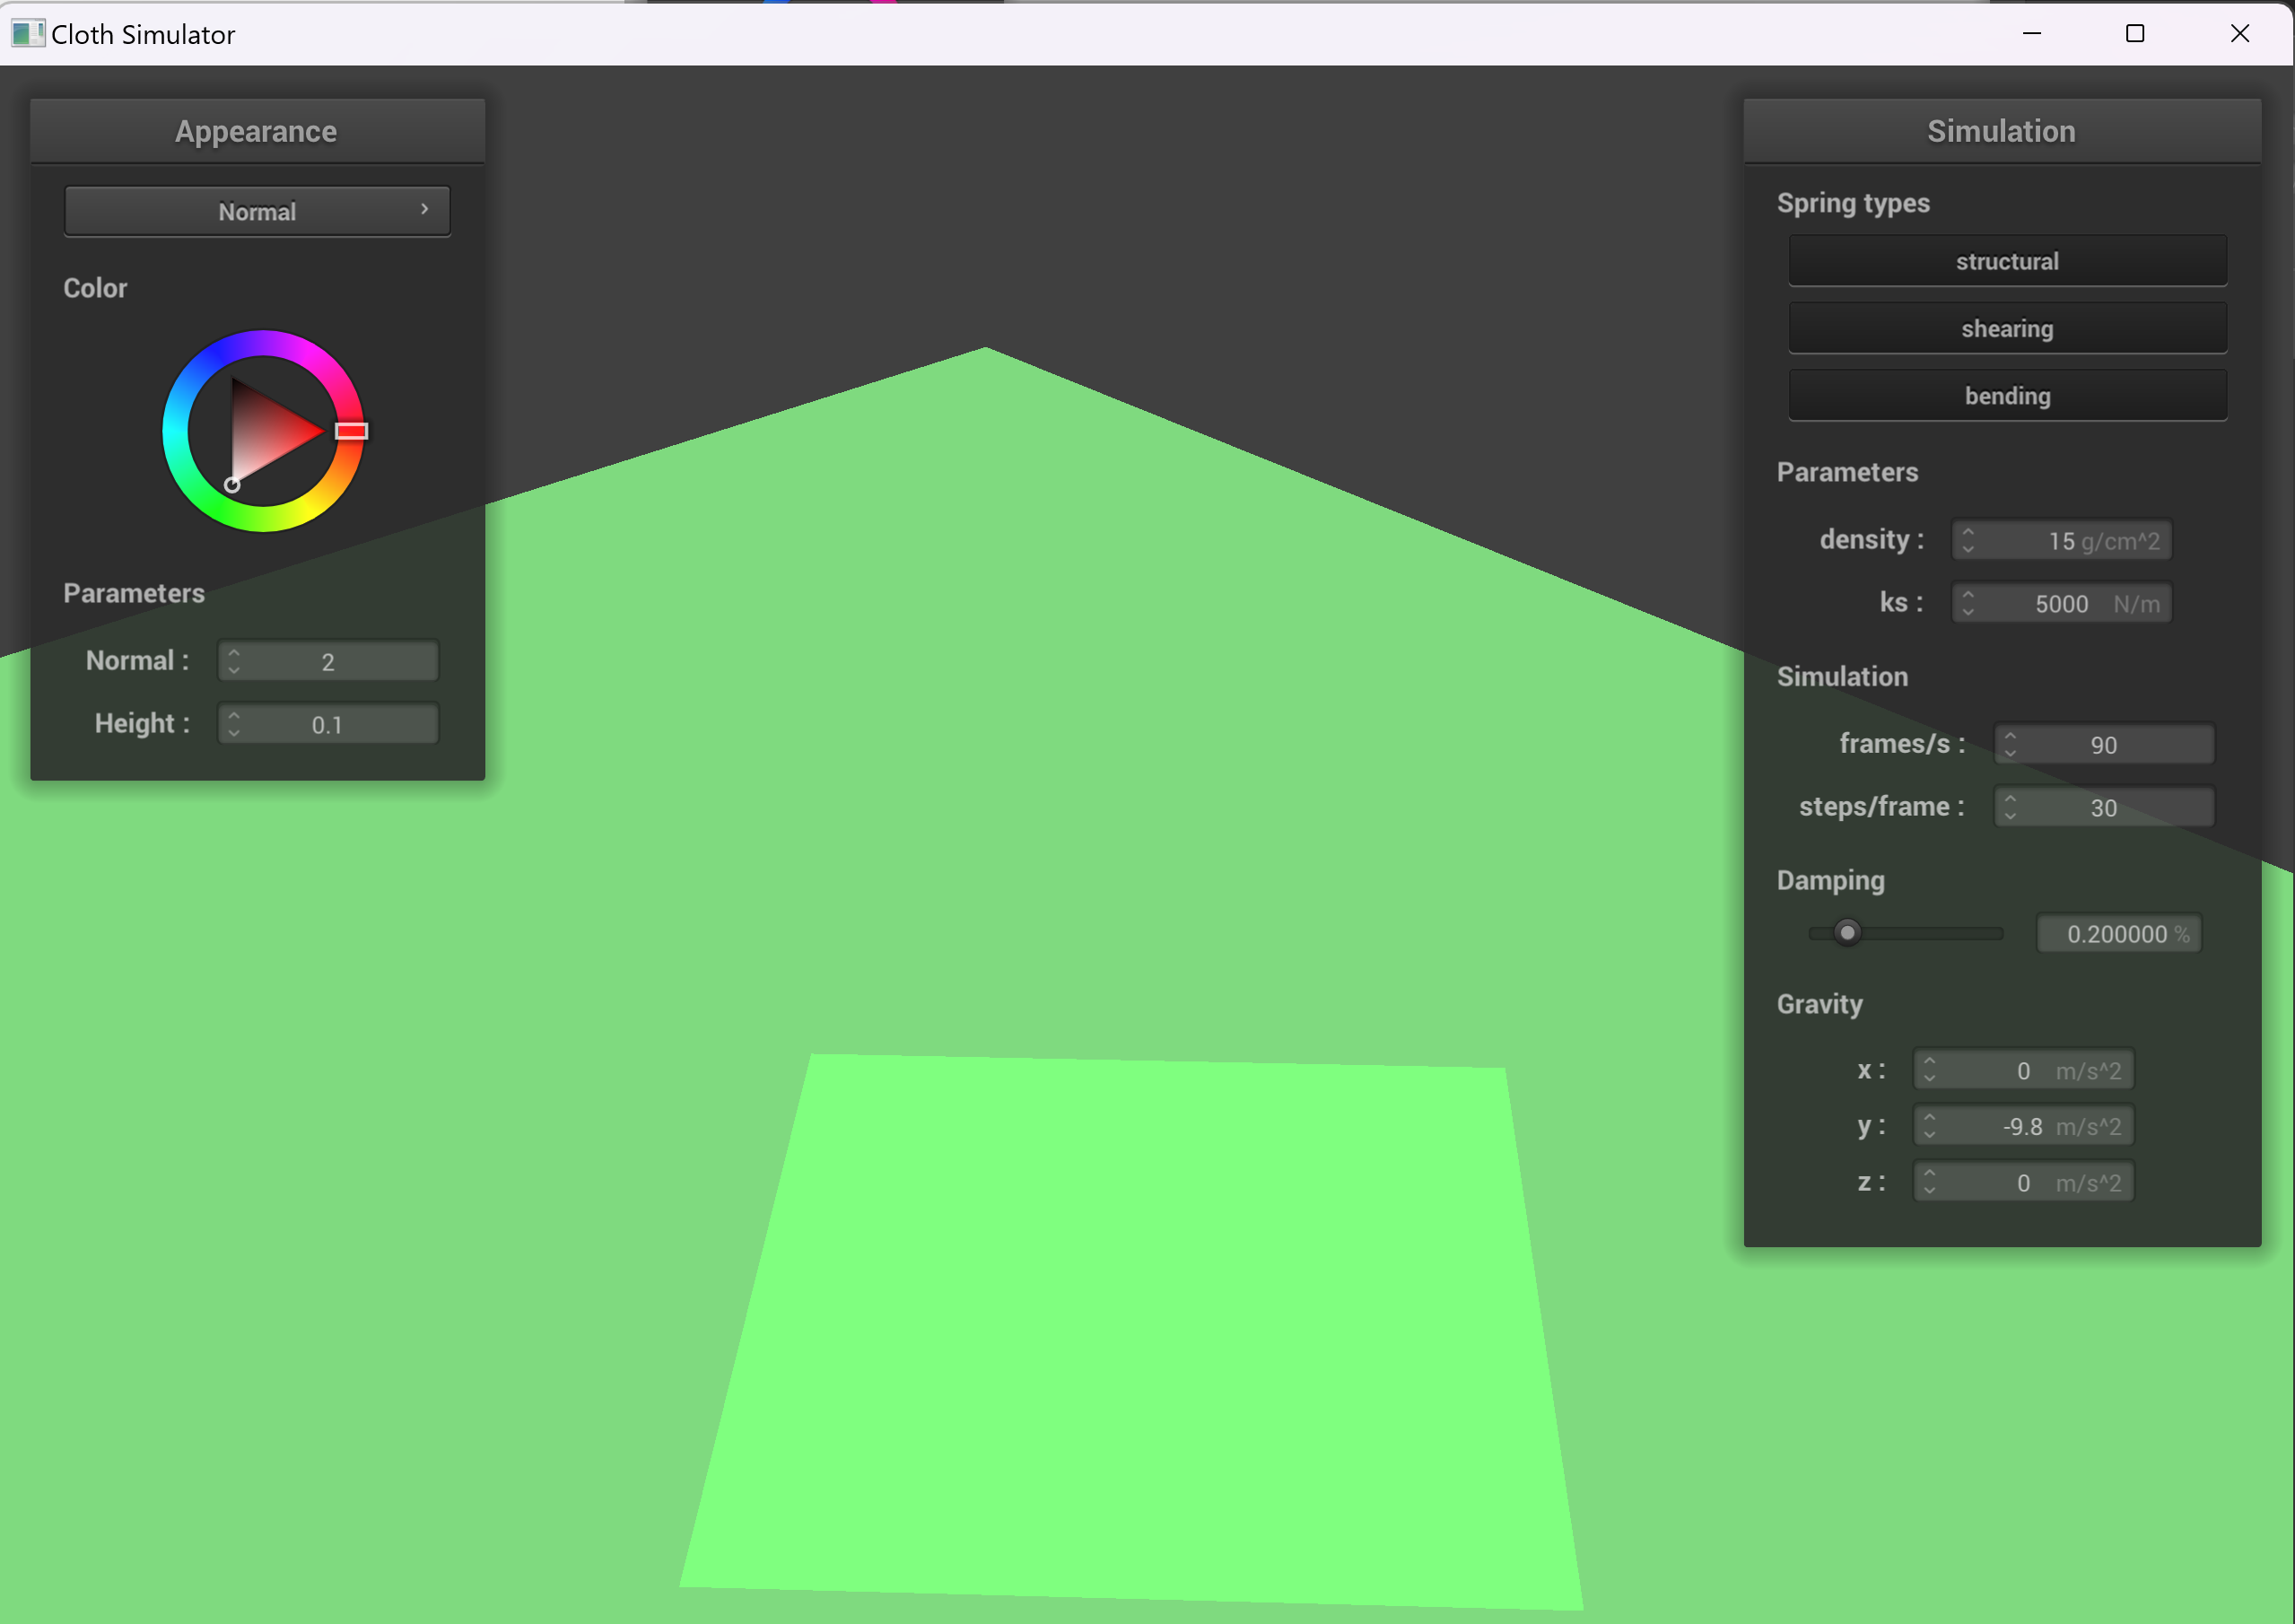 Cloth Simulator
Appearance
Normal
Color
Parameters
Normal : 2
Height : 0.1
Simulation
Spring types
structural
shearing
bending
Parameters
density : 15 g/cm^2
ks : 5000 N/m
Simulation
frames/s : 90
steps/frame : 30
Damping
0.200000 %
Gravity
x : 0 m/s^2
y : -9.8 m/s^2
z : 0 m/s^2